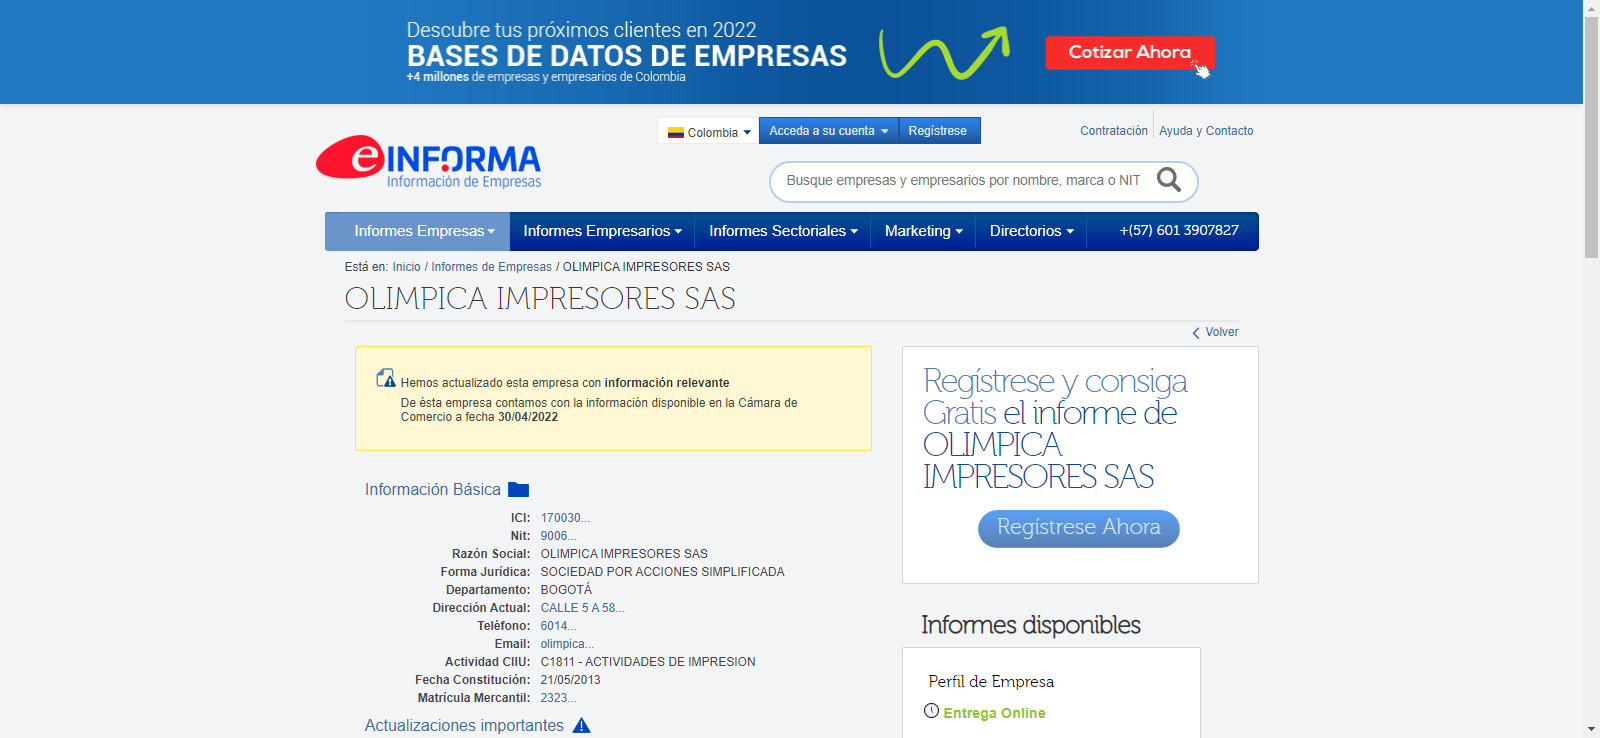 Descubre tus próximos clientes en 2022
BASES DE DATOS DE EMPRESAS
+4 millones de empresas y empresarios de Colombia
Cotizar Ahora
Colombia
Acceda a su cuenta
Regístrese
Contratación
Ayuda y Contacto
eINFORMA
Información de Empresas
Busque empresas y empresarios por nombre, marca o NIT
Informes Empresas
Informes Empresarios
Informes Sectoriales
Marketing
Directorios
+(57) 601 3907827
Está en: Inicio / Informes de Empresas / OLIMPICA IMPRESORES SAS
OLIMPICA IMPRESORES SAS
Volver
Hemos actualizado esta empresa con información relevante
De ésta empresa contamos con la información disponible en la Cámara de
Comercio a fecha 30/04/2022
Información Básica
ICI: 170030...
Nit: 9006...
Razón Social: OLIMPICA IMPRESORES SAS
Forma Jurídica: SOCIEDAD POR ACCIONES SIMPLIFICADA
Departamento: BOGOTÁ
Dirección Actual: CALLE 5 A 58...
Teléfono: 6014...
Email: olimpica...
Actividad CIIU: C1811 - ACTIVIDADES DE IMPRESION
Fecha Constitución: 21/05/2013
Matrícula Mercantil: 2323...
Actualizaciones importantes
Regístrese y consiga
Gratis el informe de
OLIMPICA
IMPRESORES SAS
Regístrese Ahora
Informes disponibles
Perfil de Empresa
Entrega Online